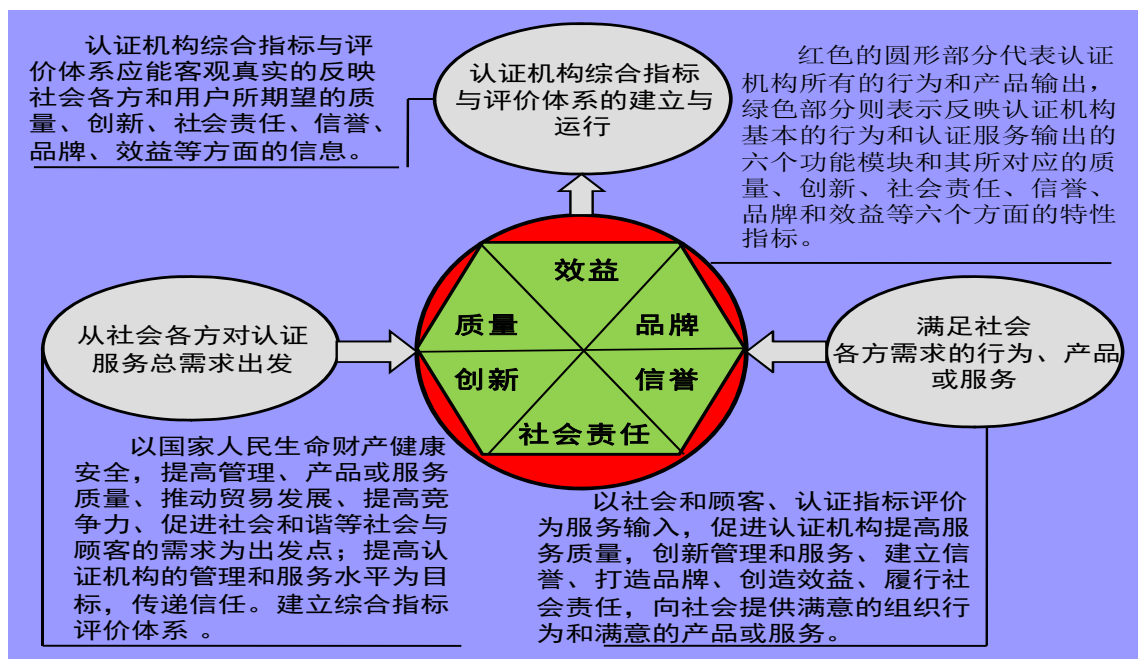 认证机构综合指标与评
价体系应能客观真实的反映
社会各方和用户所期望的质
量、创新、社会责任、信誉、
品牌、效益等方面的信息。
认证机构综合指标
与评价体系的建立与
运行
红色的圆形部分代表认证
机构所有的行为和产品输出，
绿色部分则表示反映认证机构
基本的行为和认证服务输出的
六个功能模块和其所对应的质
量、创新、社会责任、信誉、
品牌和效益等六个方面的特性
指标。
从社会各方对认证
服务总需求出发
效益
质量
品牌
创新
信誉
社会责任
满足社会
各方需求的行为、产品
或服务
以国家人民生命财产健康
安全，提高管理、产品或服务
质量、推动贸易发展、提高竞
争力、促进社会和谐等社会与
顾客的需求为出发点；提高认
证机构的管理和服务水平为目
标，传递信任。建立综合指标
评价体系 。
以社会和顾客、认证指标评价
为服务输入，促进认证机构提高服
务质量，创新管理和服务、建立信
誉、打造品牌、创造效益、履行社
会责任，向社会提供满意的组织行
为和满意的产品或服务。